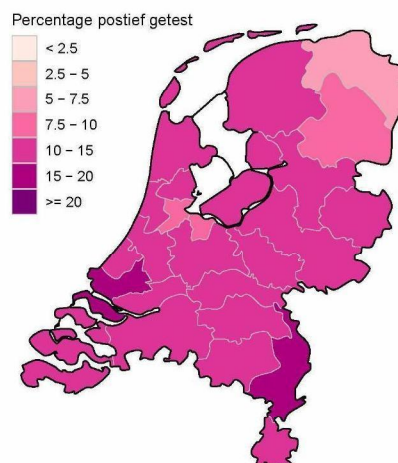 Percentage postief getest
< 2.5
2.5 – 5
5 – 7.5
7.5 – 10
10 – 15
15 – 20
>= 20